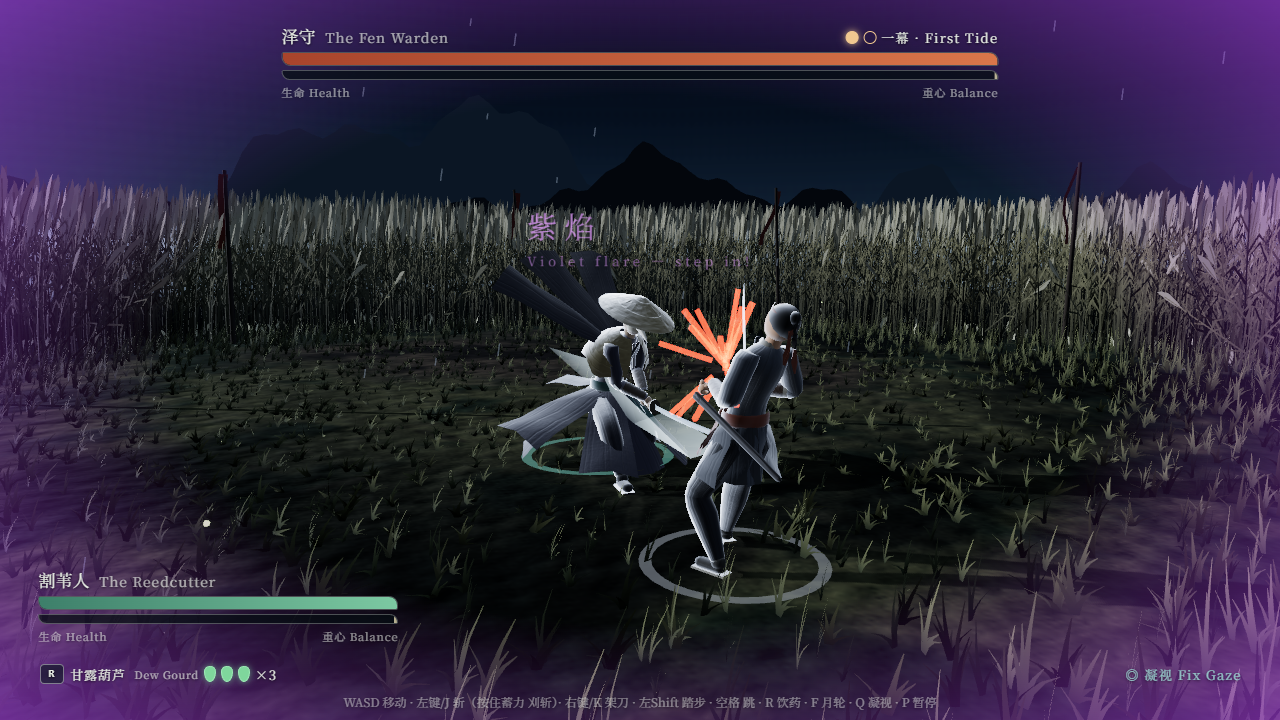 泽守 The Fen Warden
一幕 · First Tide
生命 Health
重心 Balance
紫焰
Violet flare — step in
割苇人 The Reedcutter
生命 Health
重心 Balance
R 甘露葫芦 Dew Gourd ×3
◎ 凝视 Fix Gaze
WASD 移动 · 左键/J 斩（按住蓄力 刈斩）· 右键/K 架刀 · 左Shift 踏步 · 空格 跳 · R 饮药 · F 月轮 · Q 凝视 · P 暂停